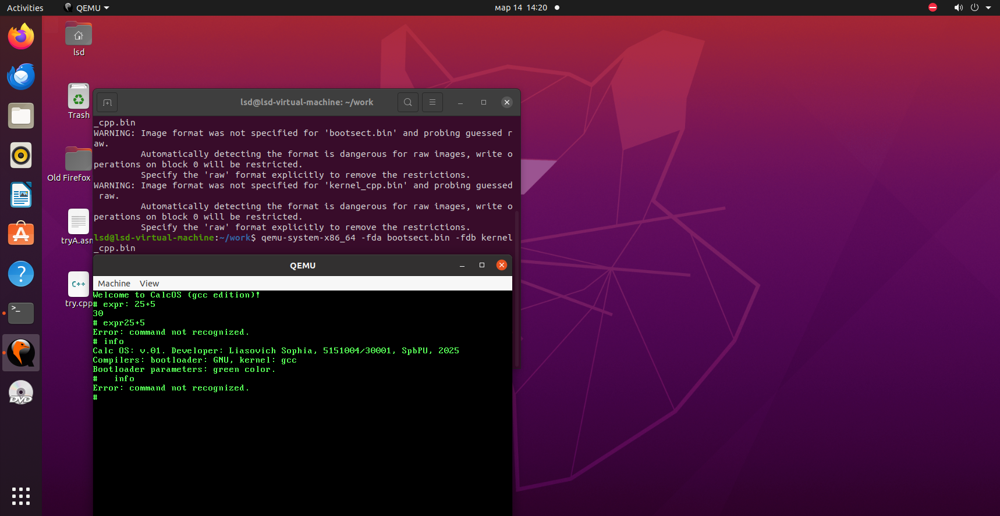 Activities
QEMU
мар 14 14:20
lsd
Trash
Old Firefox
tryA.asm
C++
try.cpp
>_
?
DVD
lsd@lsd-virtual-machine: ~/work
_cpp.bin
WARNING: Image format was not specified for 'bootsect.bin' and probing guessed r
aw.
Automatically detecting the format is dangerous for raw images, write o
perations on block 0 will be restricted.
Specify the 'raw' format explicitly to remove the restrictions.
WARNING: Image format was not specified for 'kernel_cpp.bin' and probing guessed
raw.
Automatically detecting the format is dangerous for raw images, write o
perations on block 0 will be restricted.
Specify the 'raw' format explicitly to remove the restrictions.
lsd@lsd-virtual-machine:~/work$ qemu-system-x86_64 -fda bootsect.bin -fdb kernel
_cpp.bin
QEMU
Machine View
Welcome to CalcOS (gcc edition)!
# expr: 25+5
30
# expr25+5
Error: command not recognized.
# info
Calc OS: v.01. Developer: Liasovich Sophia, 5151004/30001, SpbPU, 2025
Compilers: bootloader: GNU, kernel: gcc
Bootloader parameters: green color.
#   info
Error: command not recognized.
#